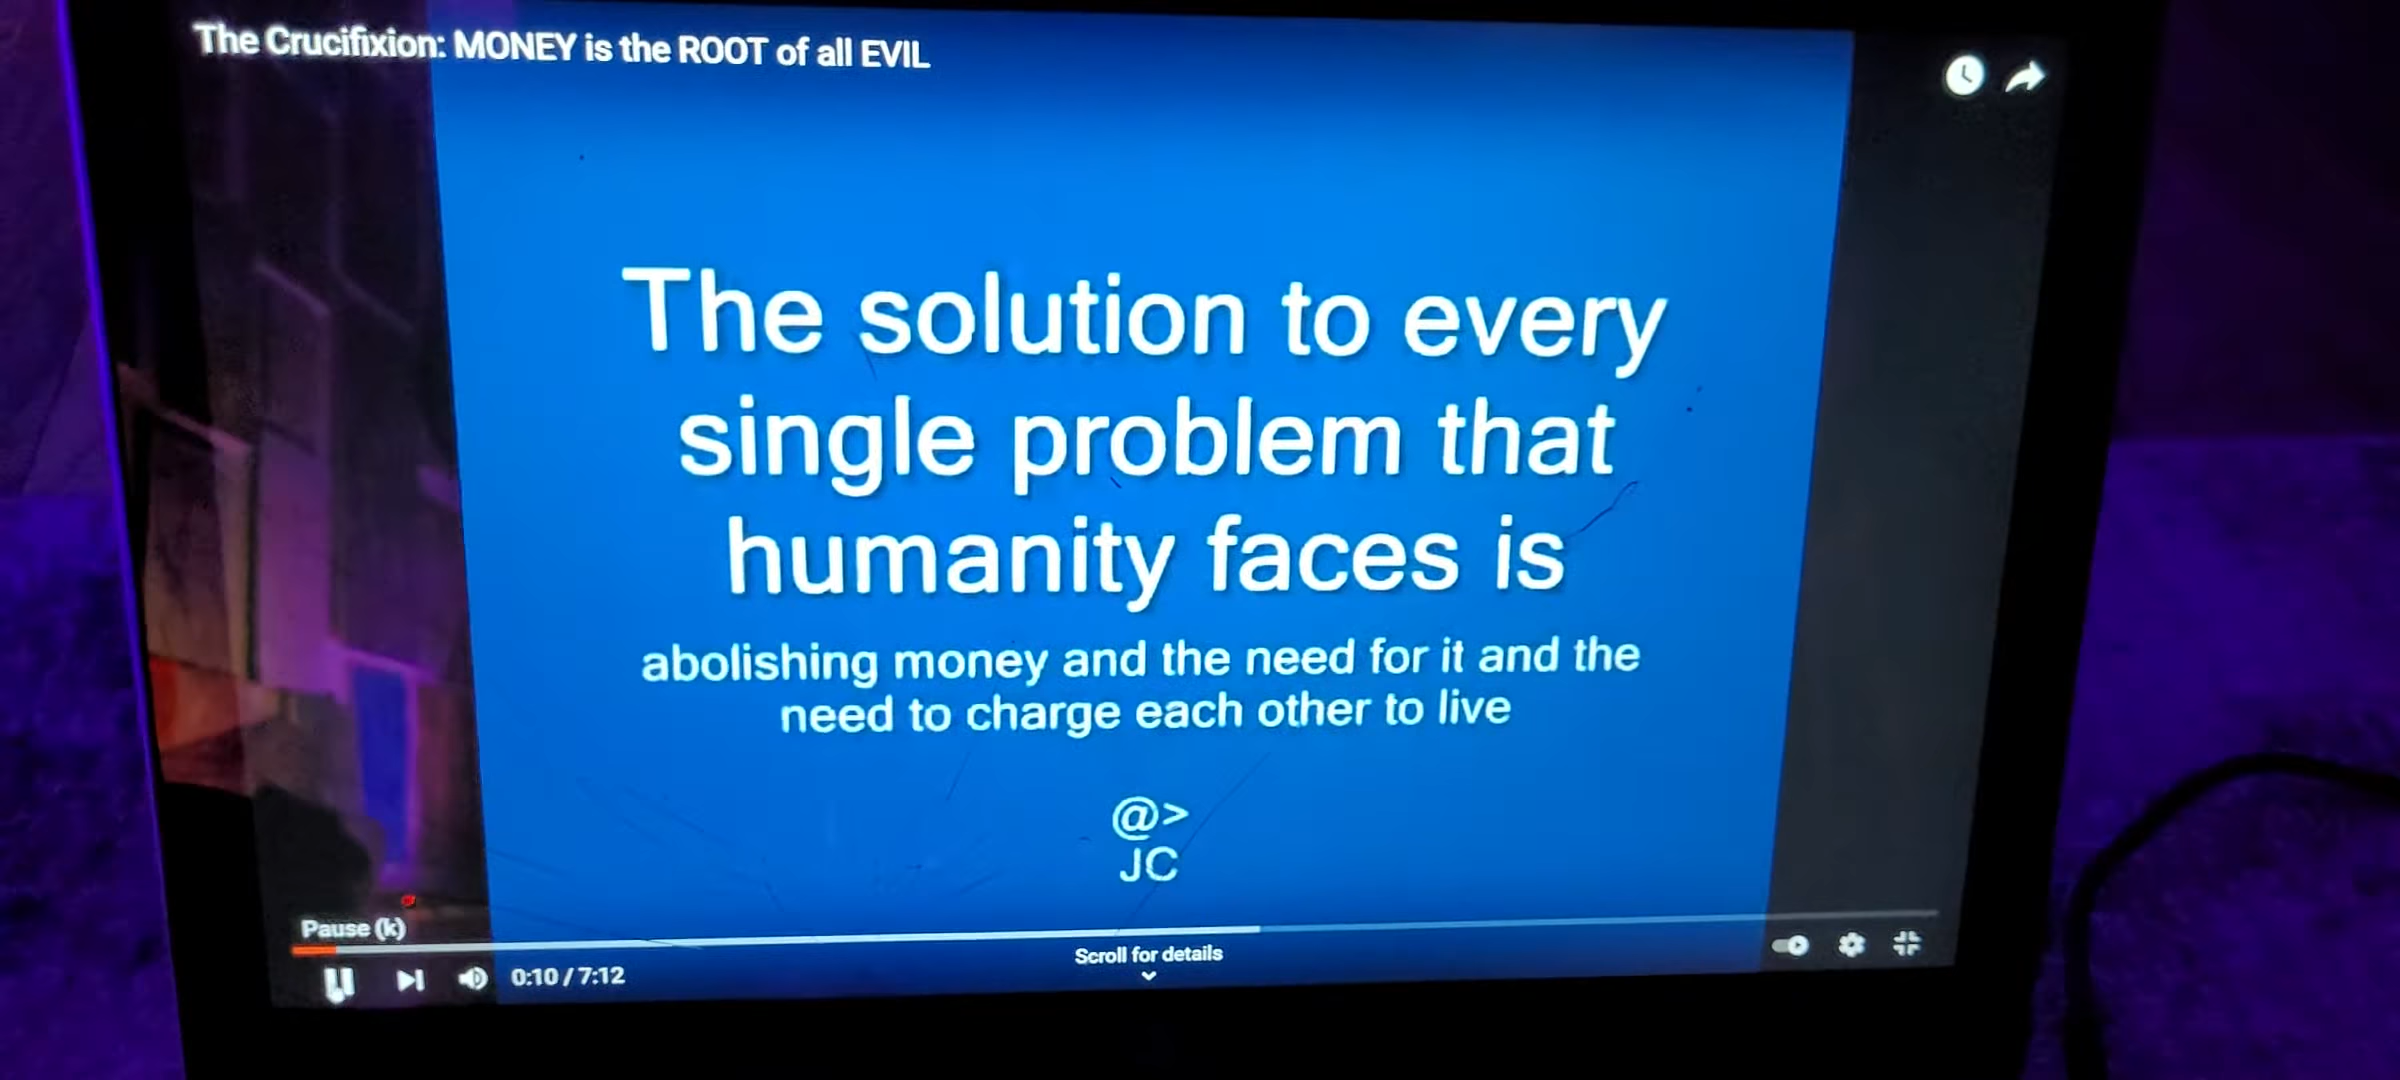 The Crucifixion: MONEY is the ROOT of all EVIL
The solution to every
single problem that
humanity faces is
abolishing money and the need for it and the
need to charge each other to live
@>
JC
Pause (k)
Scroll for details
0:10 / 7:12